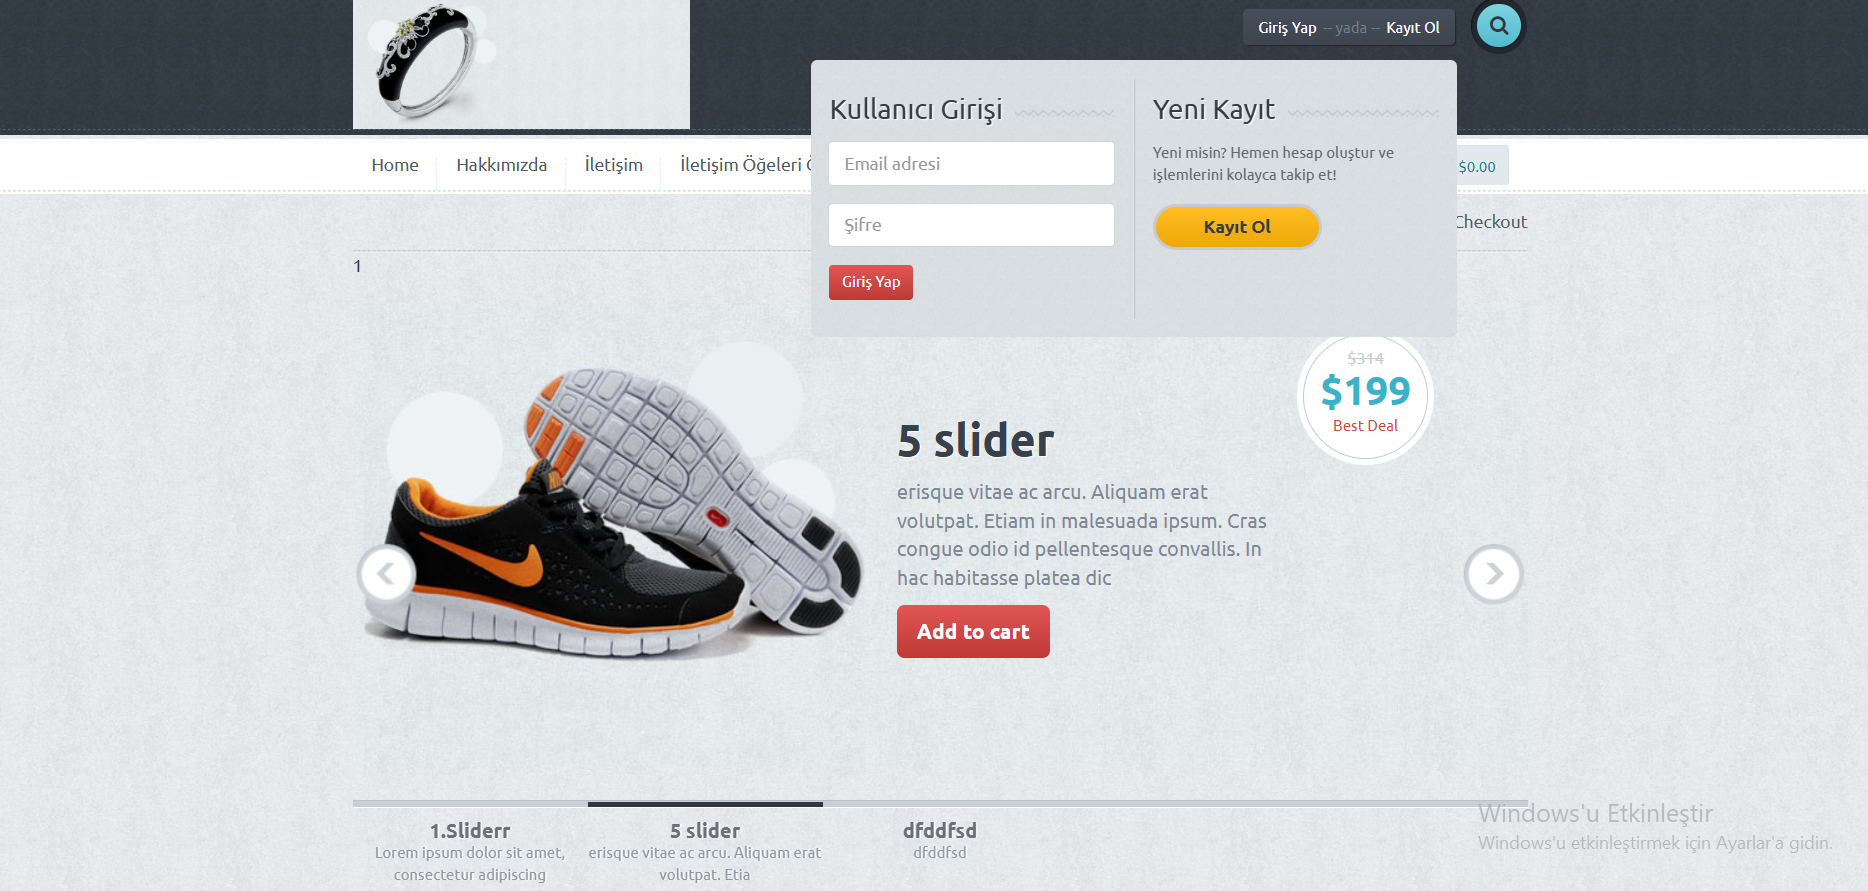 Giriş Yap -- yada -- Kayıt Ol
Kullanıcı Girişi
Email adresi
Şifre
Giriş Yap
Yeni Kayıt
Yeni misin? Hemen hesap oluştur ve
işlemlerini kolayca takip et!
Kayıt Ol
Home
Hakkımızda
İletişim
İletişim Öğeleri
$0.00
Checkout
1
$314
$199
Best Deal
5 slider
erisque vitae ac arcu. Aliquam erat
volutpat. Etiam in malesuada ipsum. Cras
congue odio id pellentesque convallis. In
hac habitasse platea dic
Add to cart
1.Sliderr
Lorem ipsum dolor sit amet,
consectetur adipiscing
5 slider
erisque vitae ac arcu. Aliquam erat
volutpat. Etia
dfddfsd
dfddfsd
Windows'u Etkinleştir
Windows'u etkinleştirmek için Ayarlar'a gidin.